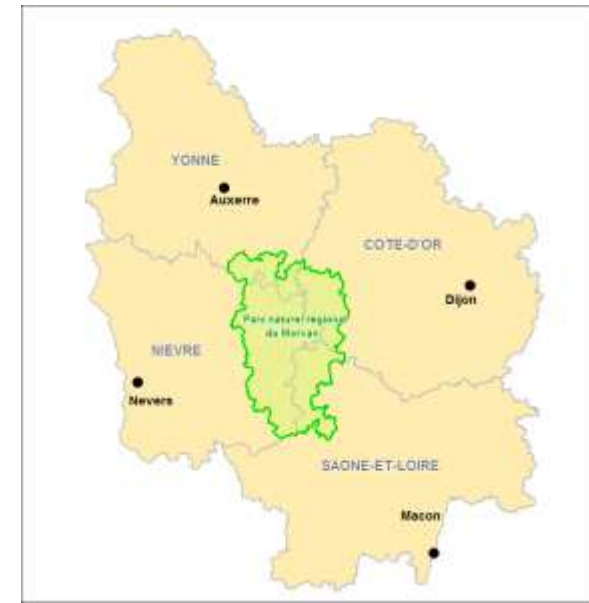 YONNE
Auxerre
COTE-D'OR
Dijon
Parc naturel régional
du Morvan
NIEVRE
Nevers
SAONE-ET-LOIRE
Macon